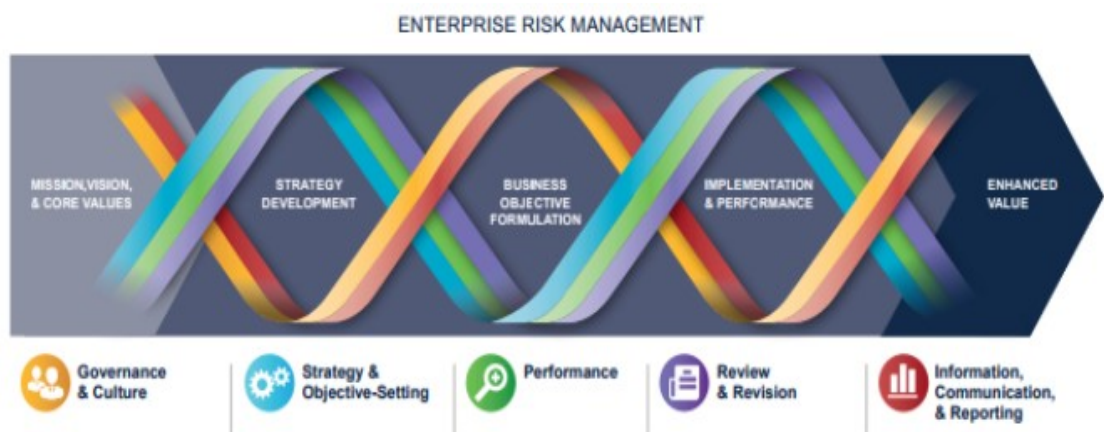 ENTERPRISE RISK MANAGEMENT
MISSION,VISION,
& CORE VALUES
STRATEGY
DEVELOPMENT
BUSINESS
OBJECTIVE
FORMULATION
IMPLEMENTATION
& PERFORMANCE
ENHANCED
VALUE
Governance
& Culture
Strategy &
Objective-Setting
Performance
Review
& Revision
Information,
Communication,
& Reporting